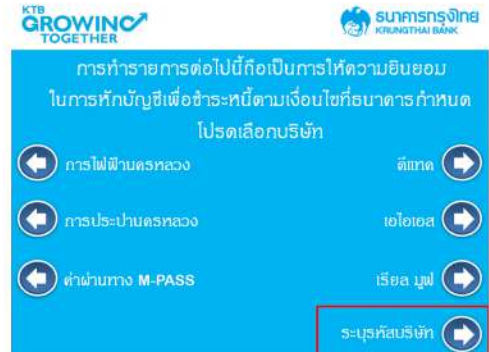 KTB
GROWING
TOGETHER
ธนาคารกรุงไทย
KRUNGTHAI BANK
การทำรายการต่อไปนี้ถือเป็นการให้ความยินยอม
ในการหักบัญชีเพื่อชำระหนี้ตามเงื่อนไขที่ธนาคารกำหนด
โปรดเลือกบริษัท
การไฟฟ้านครหลวง
ดีแทค
การประปานครหลวง
เอไอเอส
ค่าผ่านทาง M-PASS
เรียล มูฟ
ระบุรหัสบริษัท